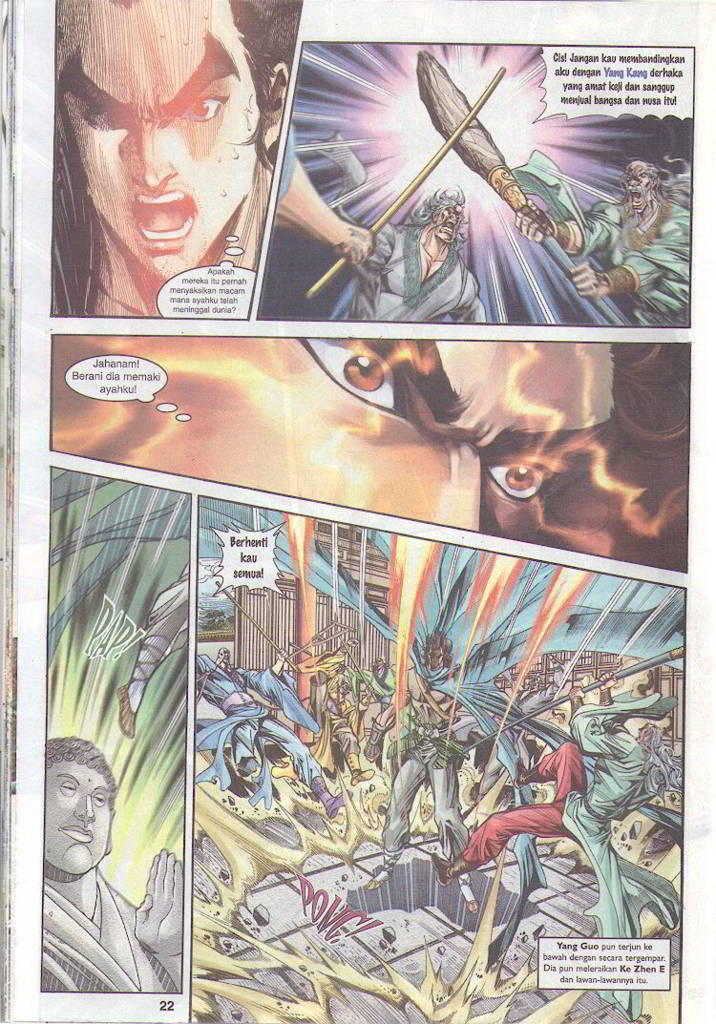 Apakah
mereka itu pernah
menyaksikan macam
mana ayahku telah
meninggal dunia?
Cis! Jangan kau membandingkan
aku dengan Yang Kang derhaka
yang amat keji dan sanggup
menjual bangsa dan nusa itu!
Jahanam!
Berani dia memaki
ayahku!
PAP!
Berhenti
kau
semua!
PONG!
Yang Guo pun terjun ke
bawah dengan secara tergempar.
Dia pun meleraikan Ke Zhen E
dan lawan-lawannya itu.
22